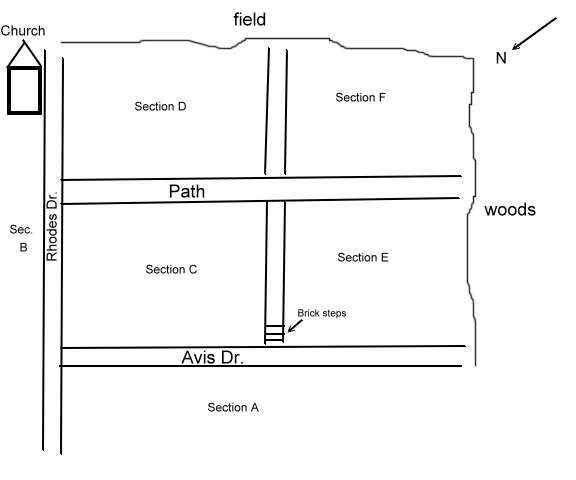 field
Church
N
Section F
Section D
Path
Rhodes Dr.
woods
Sec.
B
Section E
Section C
Brick steps
Avis Dr.
Section A